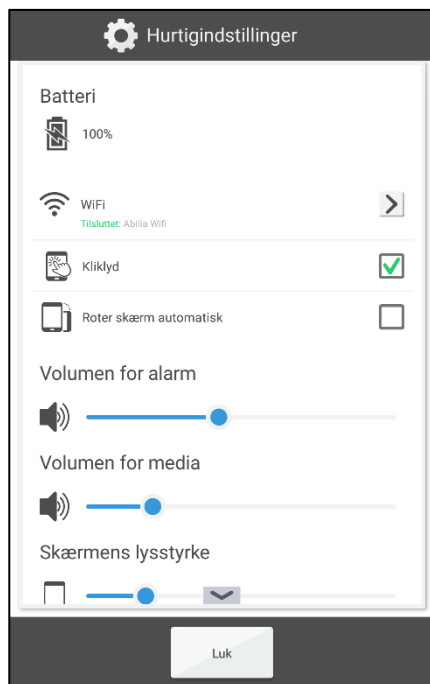 Hurtigindstillinger
Batteri
100%
WiFi
Tilsluttet: Abilia Wifi
Kliklyd
Roter skærm automatisk
Volumen for alarm
Volumen for media
Skærmens lysstyrke
Luk